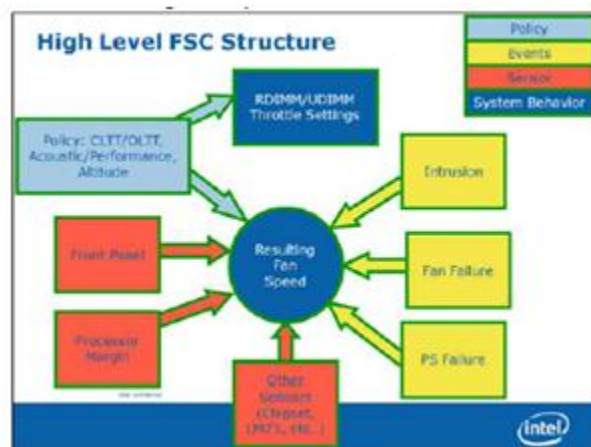 High Level FSC Structure
Policy
Events
Sensor
System Behavior
RDIMM/UDIMM
Throttle Settings
Policy: CLTT/OLTT,
Acoustic/Performance,
Altitude
Intrusion
Front Panel
Resulting
Fan
Speed
Fan Failure
Processor
Margin
PS Failure
Other
Sensors
(Chipset,
etc..)
intel